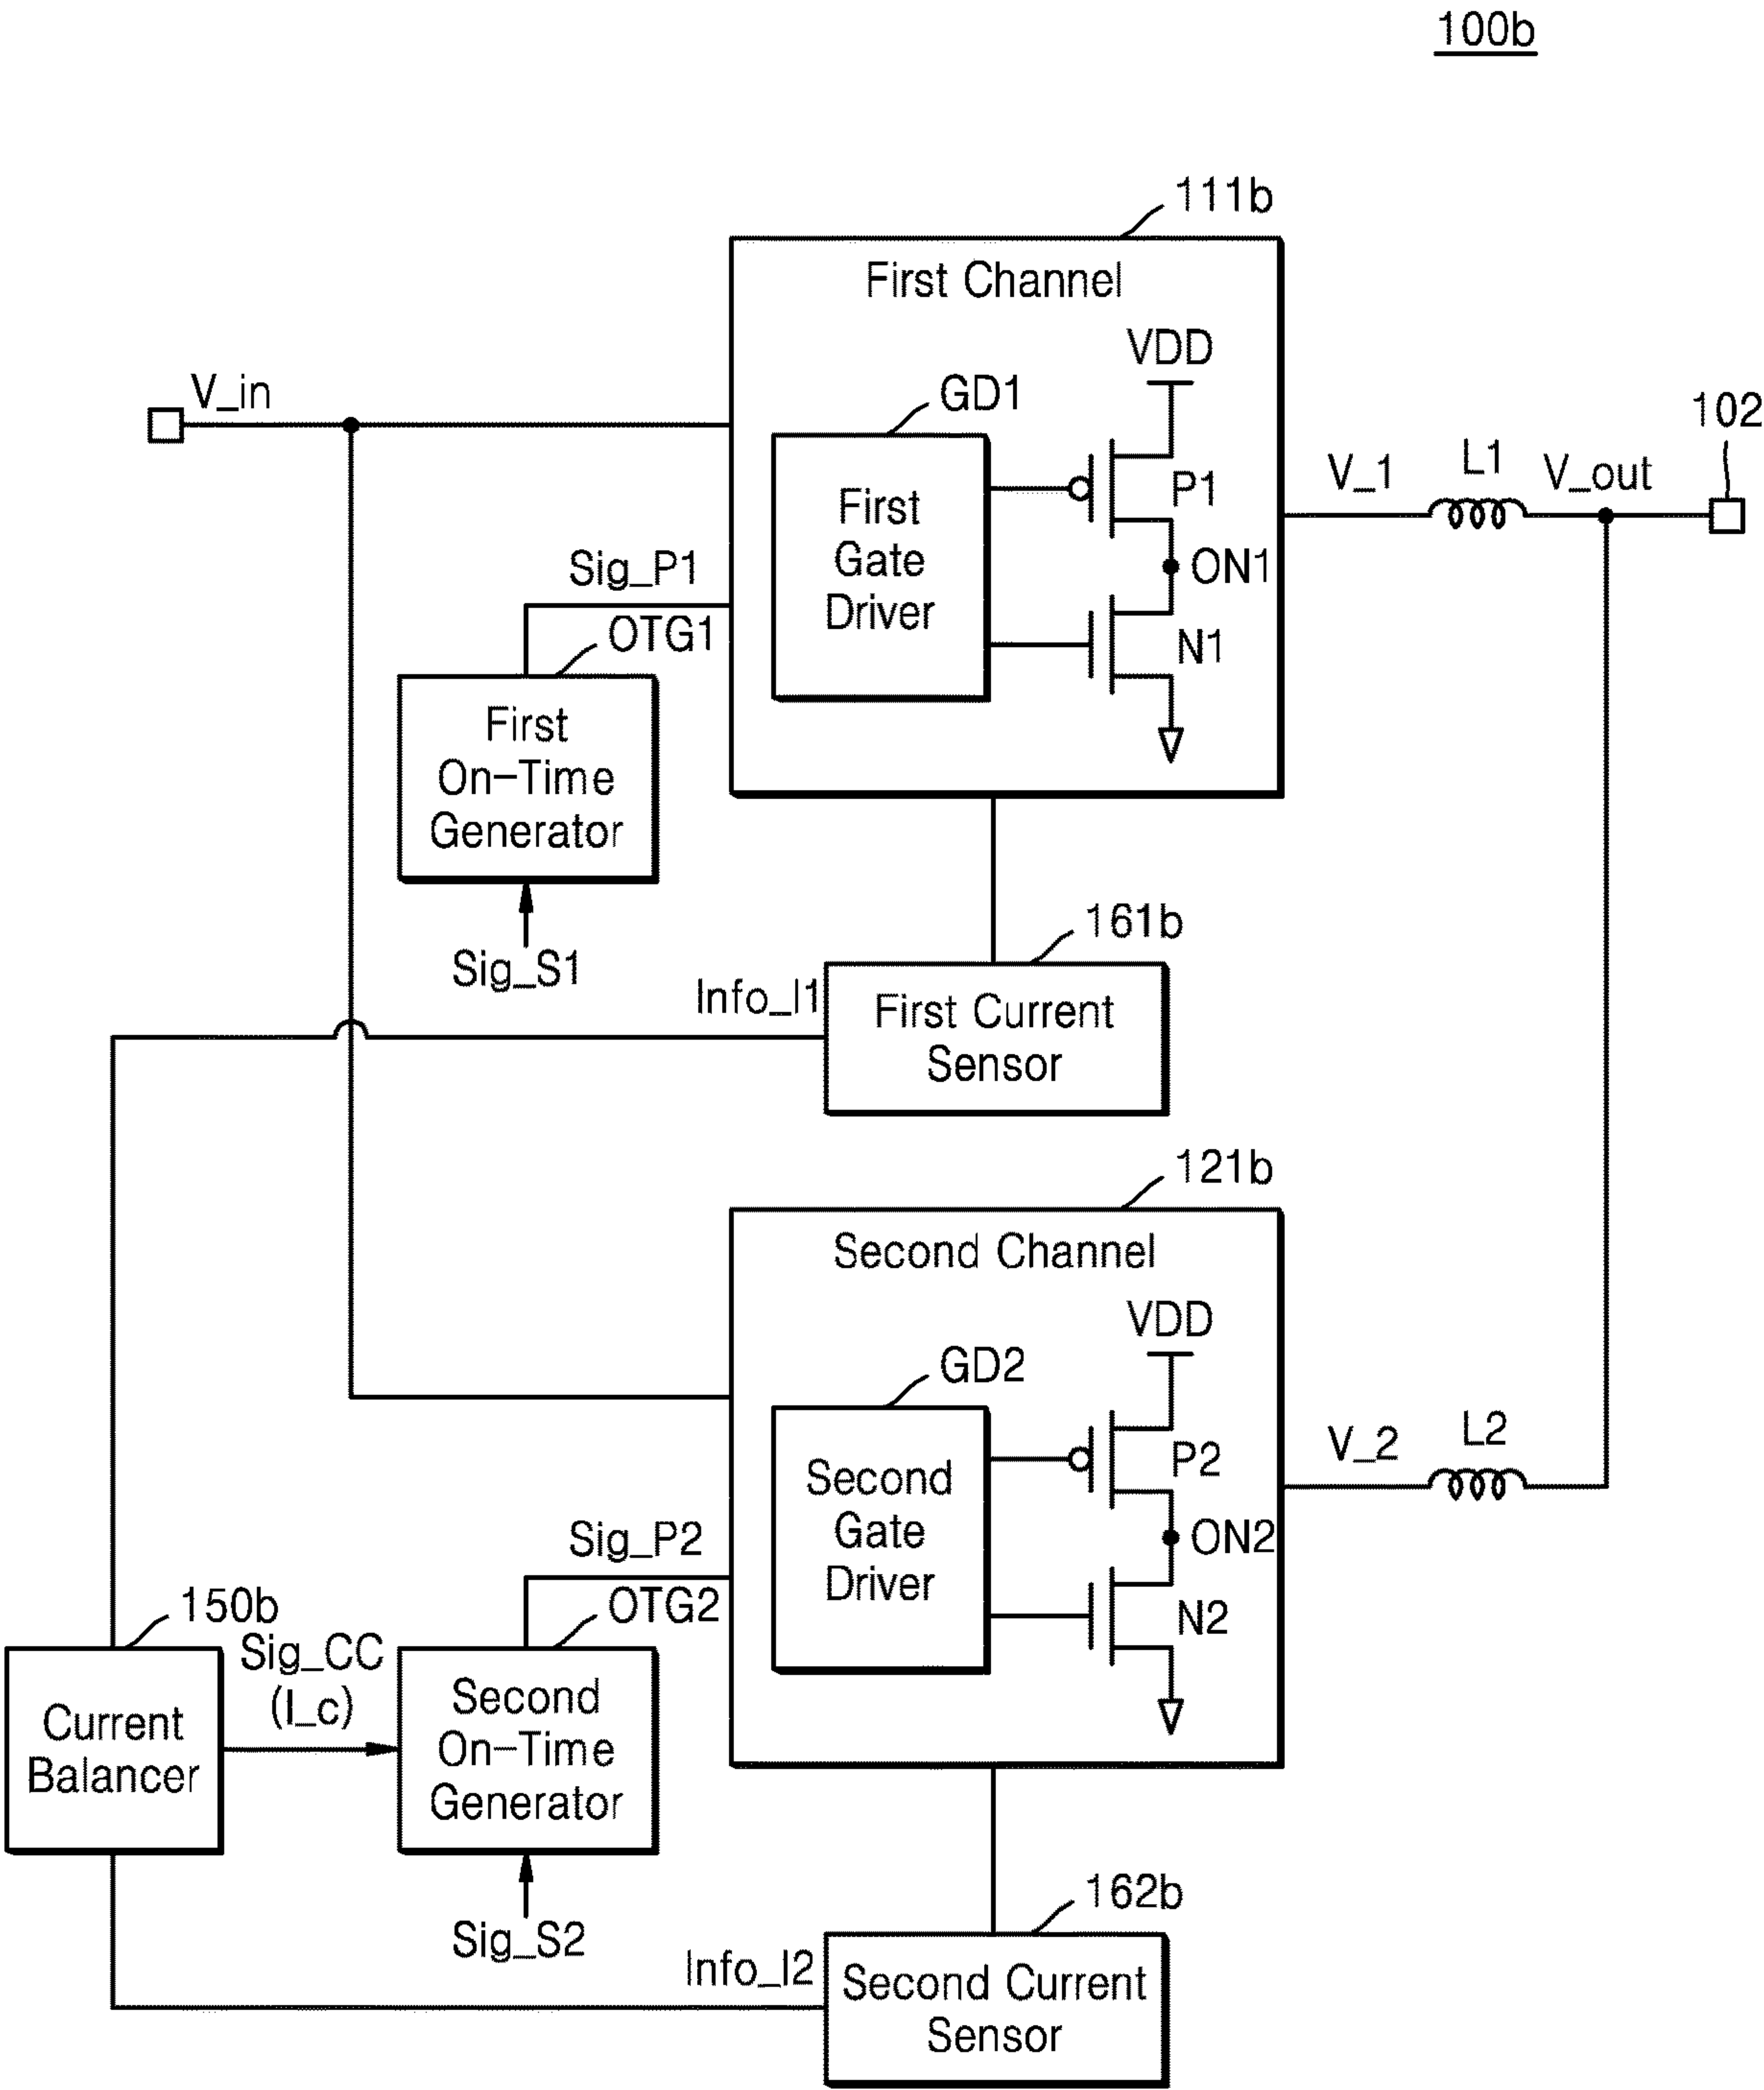 100b
111b
First Channel
VDD
V_in
GD1
102
First
Gate
Driver
P1
V_1
L1
V_out
ON1
Sig_P1
OTG1
N1
First
On-Time
Generator
Sig_S1
161b
Info_I1
First Current
Sensor
121b
Second Channel
VDD
GD2
Second
Gate
Driver
P2
V_2
L2
ON2
Sig_P2
OTG2
N2
150b
Sig_CC
(I_c)
Current
Balancer
Second
On-Time
Generator
Sig_S2
162b
Info_I2
Second Current
Sensor